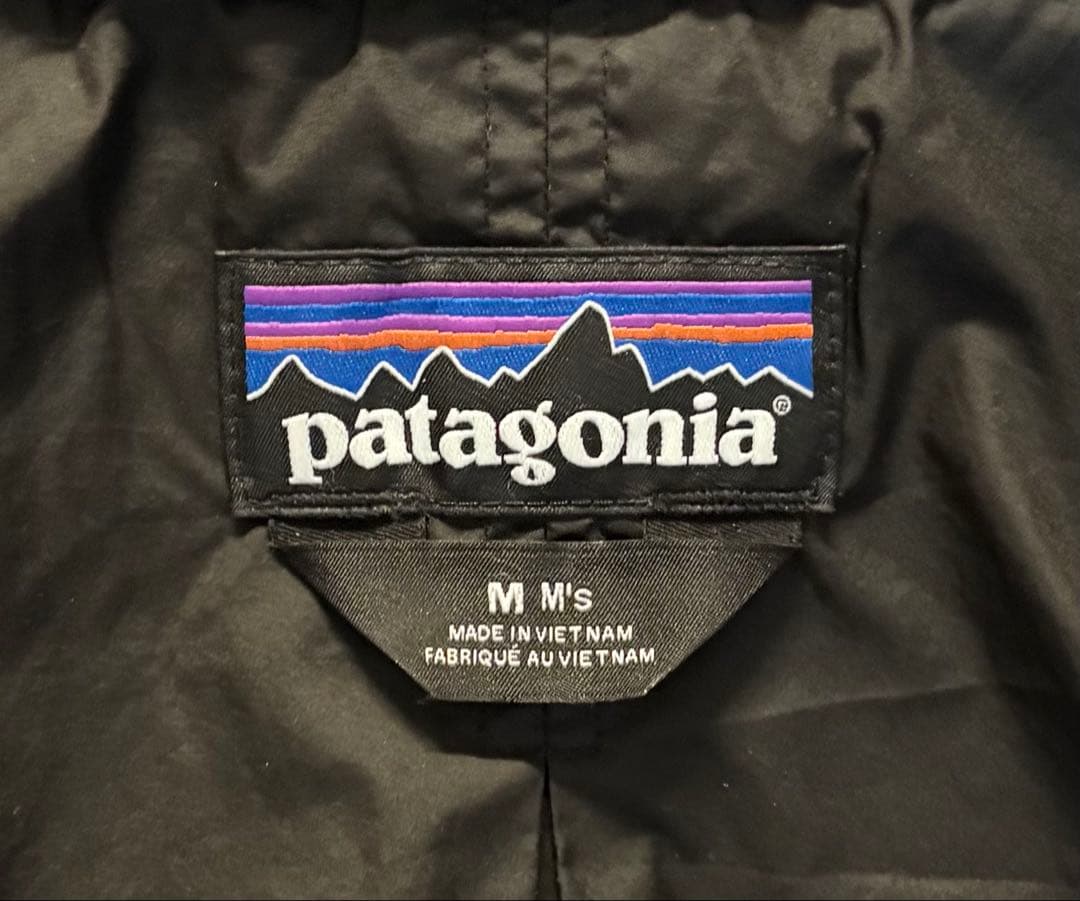 patagonia®
M M's
MADE IN VIETNAM
FABRIQUÉ AU VIETNAM